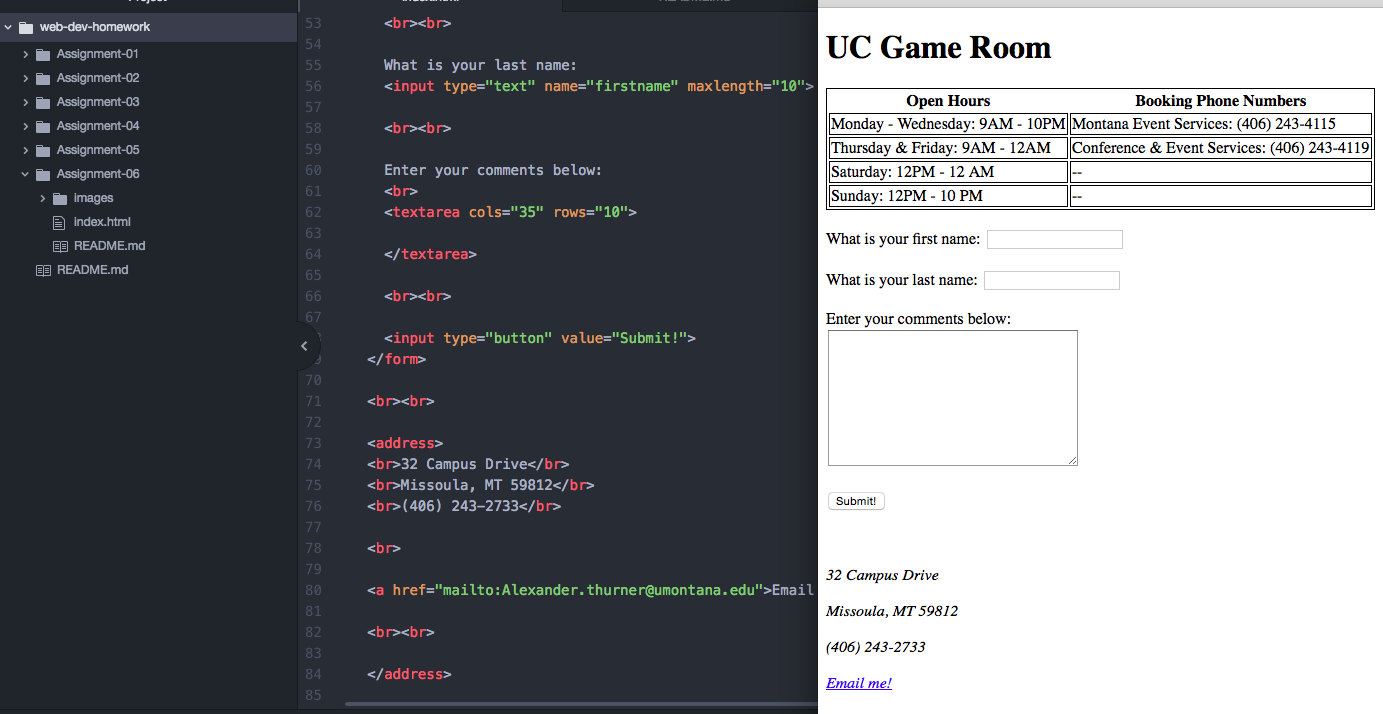 Project
web-dev-homework
Assignment-01
Assignment-02
Assignment-03
Assignment-04
Assignment-05
Assignment-06
images
index.html
README.md
README.md
53 <br><br>
54
55 What is your last name:
56 <input type="text" name="firstname" maxlength="10">
57
58 <br><br>
59
60 Enter your comments below:
61 <br>
62 <textarea cols="35" rows="10">
63
64 </textarea>
65
66 <br><br>
67
<input type="button" value="Submit!">
</form>
70
71 <br><br>
72
73 <address>
74 <br>32 Campus Drive</br>
75 <br>Missoula, MT 59812</br>
76 <br>(406) 243-2733</br>
77
78 <br>
79
80 <a href="mailto:Alexander.thurner@umontana.edu">Email
81
82 <br><br>
83
84 </address>
85
UC Game Room
Open Hours Booking Phone Numbers
Monday - Wednesday: 9AM - 10PM Montana Event Services: (406) 243-4115
Thursday & Friday: 9AM - 12AM Conference & Event Services: (406) 243-4119
Saturday: 12PM - 12 AM --
Sunday: 12PM - 10 PM --
What is your first name:
What is your last name:
Enter your comments below:
Submit!
32 Campus Drive
Missoula, MT 59812
(406) 243-2733
Email me!